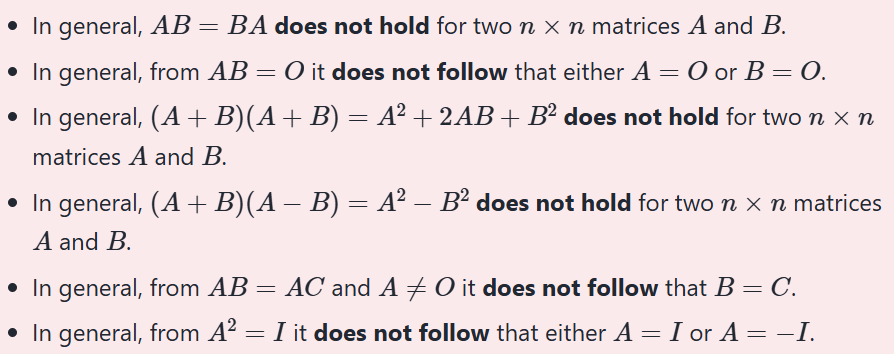 • In general, AB = BA does not hold for two n × n matrices A and B.
• In general, from AB = O it does not follow that either A = O or B = O.
• In general, (A + B)(A + B) = A² + 2AB + B² does not hold for two n × n
matrices A and B.
• In general, (A + B)(A − B) = A² − B² does not hold for two n × n matrices
A and B.
• In general, from AB = AC and A ≠ O it does not follow that B = C.
• In general, from A² = I it does not follow that either A = I or A = −I.